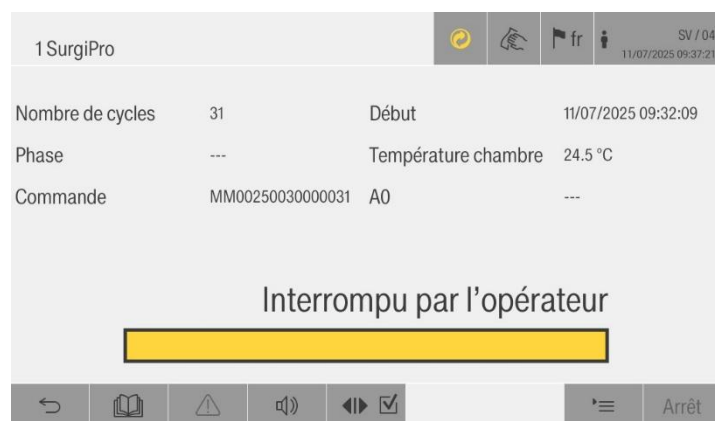 1 SurgiPro
fr
SV / 04
11/07/2025 09:37:21
Nombre de cycles 31 Début 11/07/2025 09:32:09
Phase --- Température chambre 24.5 °C
Commande MM00250030000031 A0 ---
Interrompu par l'opérateur
Arrêt